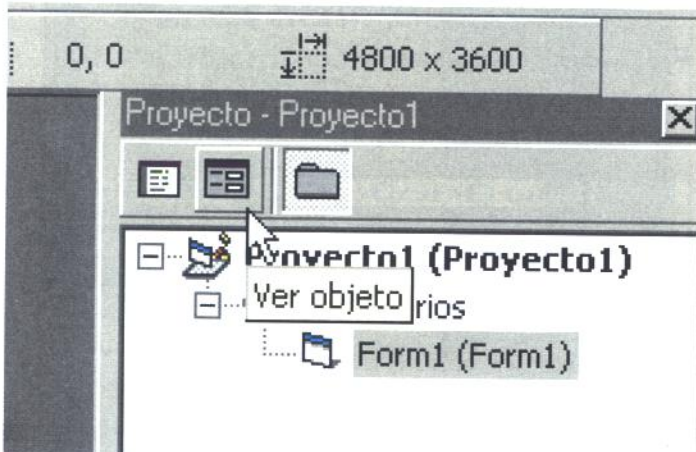 0, 0
4800 x 3600
Proyecto - Proyecto1
Proyecto1 (Proyecto1)
Ver objeto
rios
Form1 (Form1)